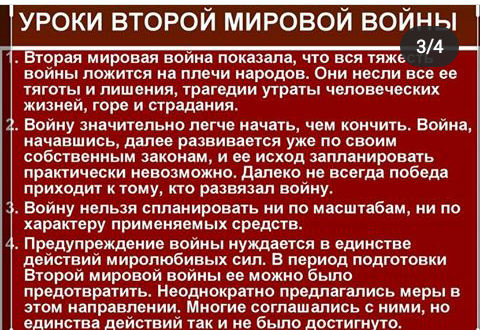 УРОКИ ВТОРОЙ МИРОВОЙ ВОЙНЫ
3/4
1. Вторая мировая война показала, что вся тяжесть
войны ложится на плечи народов. Они несли все ее
тяготы и лишения, трагедии утраты человеческих
жизней, горе и страдания.
2. Войну значительно легче начать, чем кончить. Война,
начавшись, далее развивается уже по своим
собственным законам, и ее исход запланировать
практически невозможно. Далеко не всегда победа
приходит к тому, кто развязал войну.
3. Войну нельзя спланировать ни по масштабам, ни по
характеру применяемых средств.
4. Предупреждение войны нуждается в единстве
действий миролюбивых сил. В период подготовки
Второй мировой войны ее можно было
предотвратить. Неоднократно предлагались меры в
этом направлении. Многие соглашались с ними, но
единства действий так и не было достигнуто.